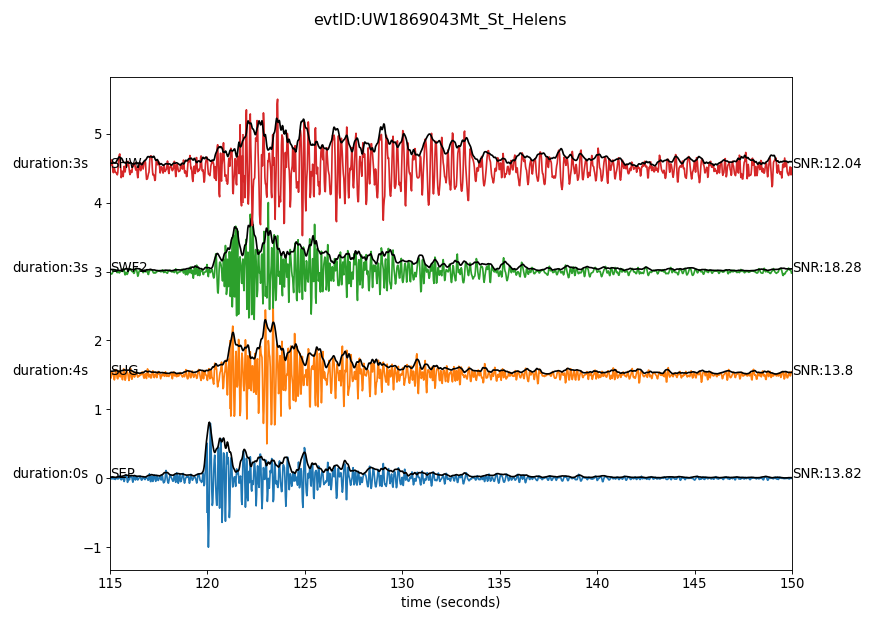 evtID:UW1869043Mt_St_Helens
5
duration:3s SHW SNR:12.04
4
duration:3s SWF2 SNR:18.28
3
2
duration:4s SUG SNR:13.8
1
duration:0s SEP SNR:13.82
0
−1
115 120 125 130 135 140 145 150
time (seconds)